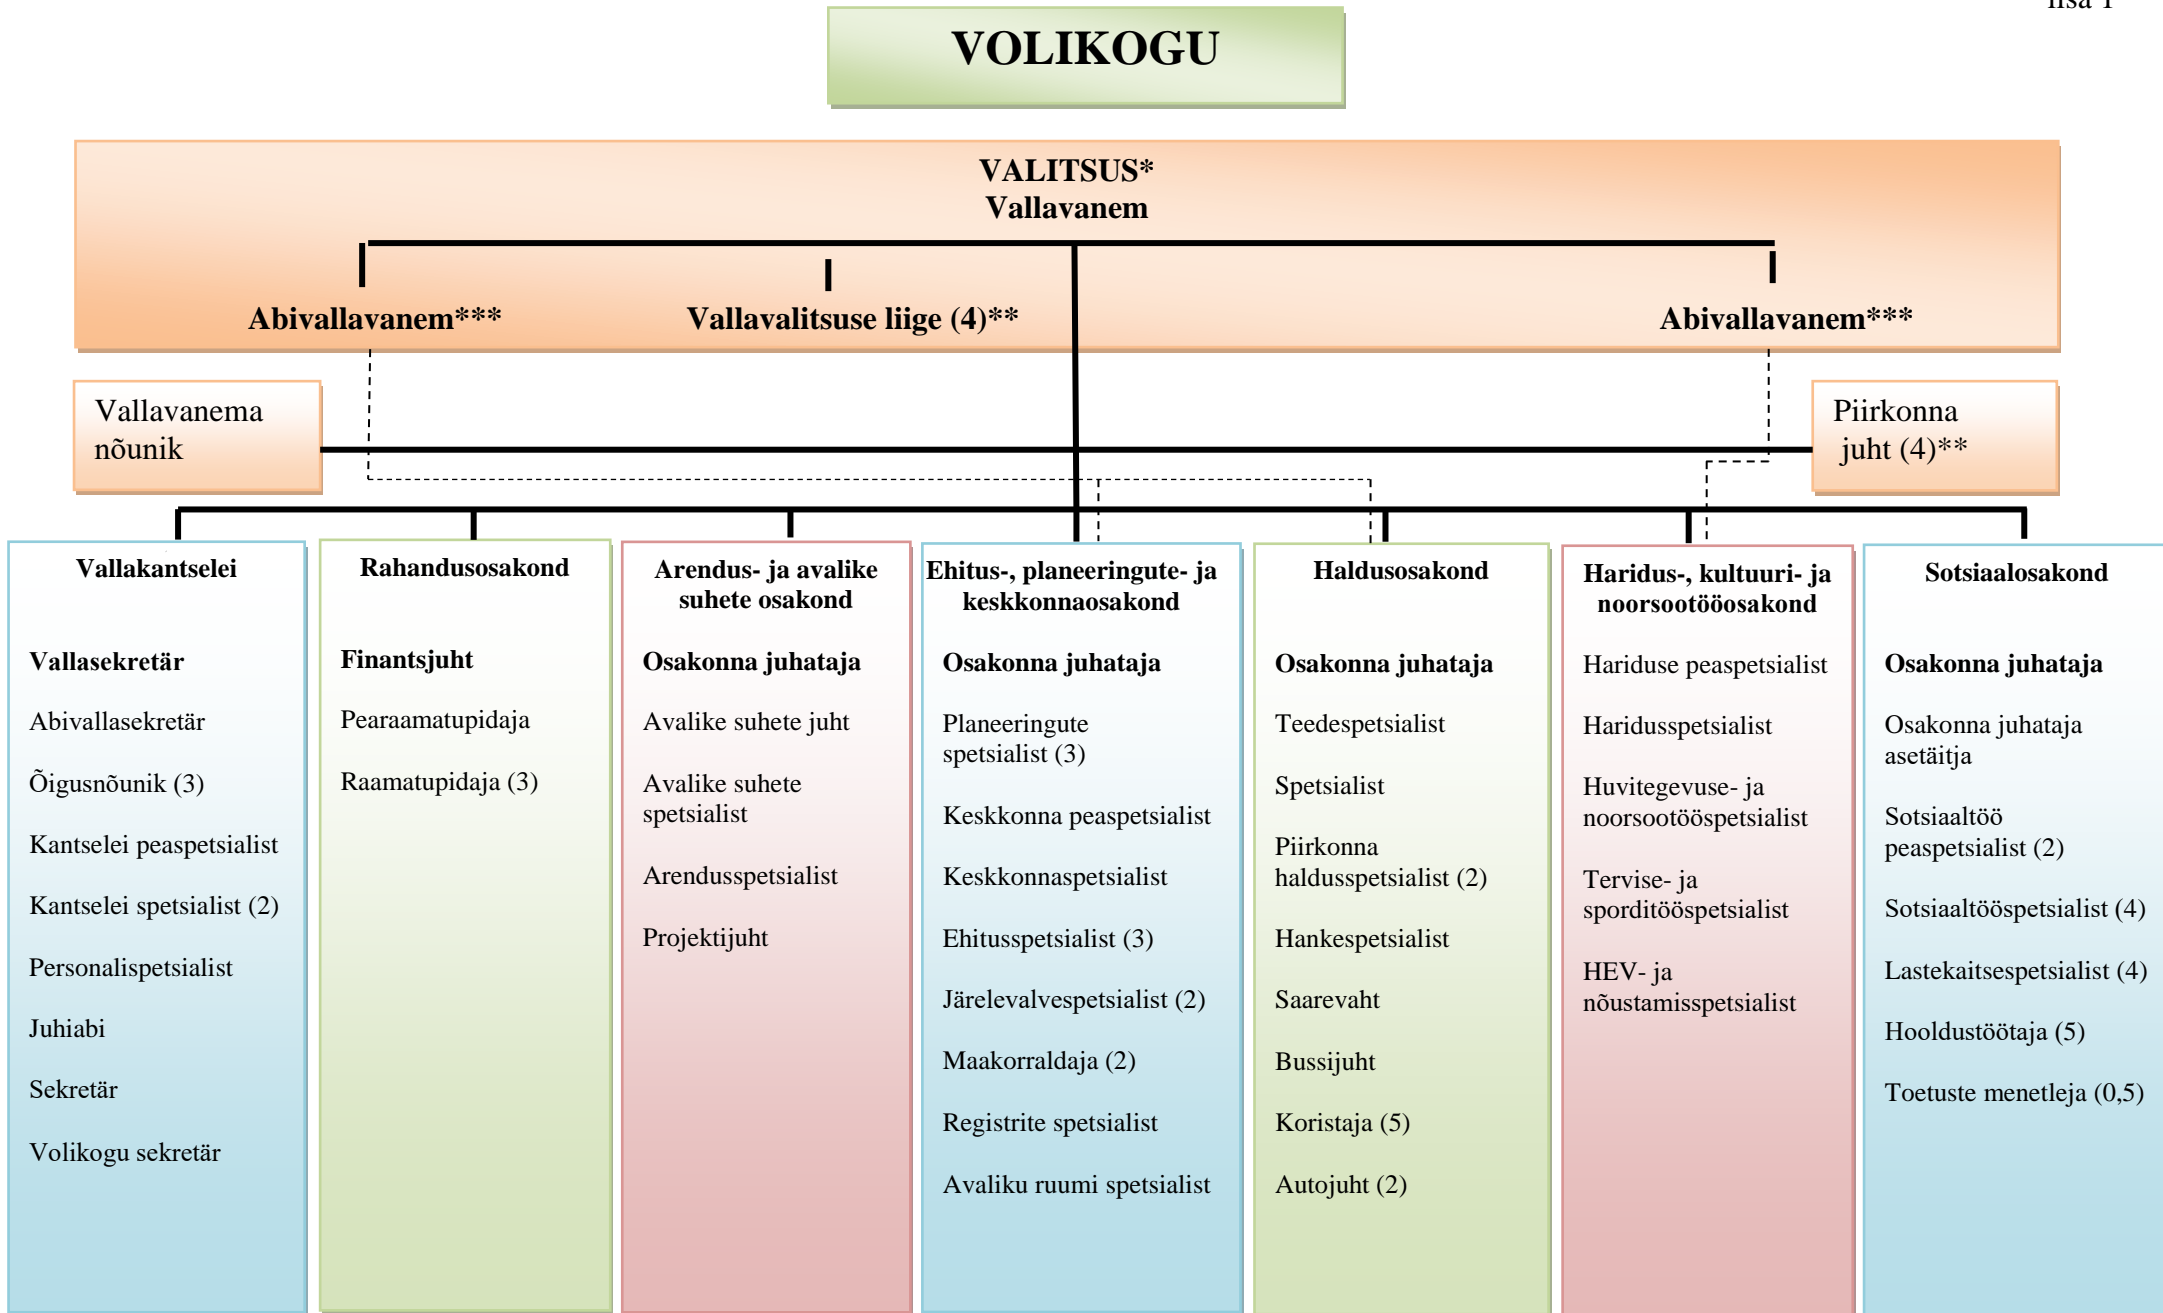 lisa 1
VOLIKOGU
VALITSUS*
Vallavanem
Abivallavanem***
Vallavalitsuse liige (4)**
Abivallavanem***
Vallavanema
nõunik
Piirkonna
juht (4)**
Vallakantselei
Vallasekretär
Abivallasekretär
Õigusnõunik (3)
Kantselei peaspetsialist
Kantselei spetsialist (2)
Personalispetsialist
Juhiabi
Sekretär
Volikogu sekretär
Rahandusosakond
Finantsjuht
Pearaamatupidaja
Raamatupidaja (3)
Arendus- ja avalike
suhete osakond
Osakonna juhataja
Avalike suhete juht
Avalike suhete
spetsialist
Arendusspetsialist
Projektijuht
Ehitus-, planeeringute- ja
keskkonnaosakond
Osakonna juhataja
Planeeringute
spetsialist (3)
Keskkonna peaspetsialist
Keskkonnaspetsialist
Ehitusspetsialist (3)
Järelevalvespetsialist (2)
Maakorraldaja (2)
Registrite spetsialist
Avaliku ruumi spetsialist
Haldusosakond
Osakonna juhataja
Teedespetsialist
Spetsialist
Piirkonna
haldusspetsialist (2)
Hankespetsialist
Saarevaht
Bussijuht
Koristaja (5)
Autojuht (2)
Haridus-, kultuuri- ja
noorsootööosakond
Hariduse peaspetsialist
Haridusspetsialist
Huvitegevuse- ja
noorsootööspetsialist
Tervise- ja
sporditööspetsialist
HEV- ja
nõustamisspetsialist
Sotsiaalosakond
Osakonna juhataja
Osakonna juhataja
asetäitja
Sotsiaaltöö
peaspetsialist (2)
Sotsiaaltööspetsialist (4)
Lastekaitsespetsialist (4)
Hooldustöötaja (5)
Toetuste menetleja (0,5)